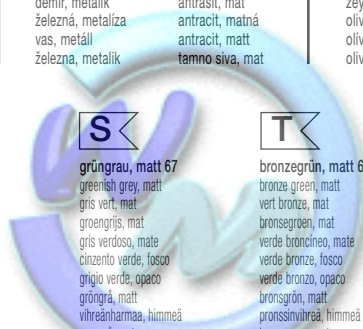 demir, metalik
železná, metalíza
vas, metáll
železna, metalik
antrasit, mat
antracit, matná
antracit, matt
tamno siva, mat
S
grüngrau, matt 67
greenish grey, matt
gris vert, mat
groengrijs, mat
gris verdoso, mate
cinzento verde, fosco
grigio verde, opaco
gröngrå, matt
vihreänharmaa, himmeä
T
bronzegrün, matt
bronze green, matt
vert bronze, mat
bronsegroen, mat
verde broncíneo, mate
verde bronze, fosco
verde bronzo, opaco
bronsgrön, matt
pronssinvihreä, himmeä